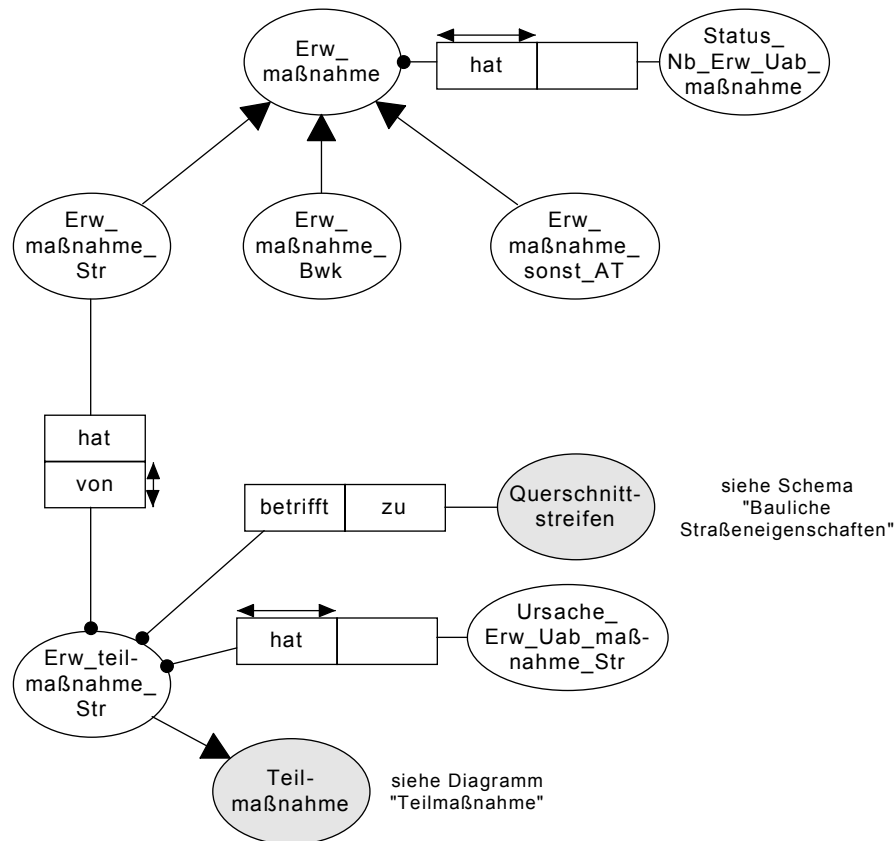 Erw_
maßnahme
hat
Status_
Nb_Erw_Uab_
maßnahme
Erw_
maßnahme_
Str
Erw_
maßnahme_
Bwk
Erw_
maßnahme_
sonst_AT
hat
von
betrifft
zu
Querschnitt-
streifen
siehe Schema
"Bauliche
Straßeneigenschaften"
Erw_teil-
maßnahme_
Str
hat
Ursache_
Erw_Uab_maß-
nahme_Str
Teil-
maßnahme
siehe Diagramm
"Teilmaßnahme"